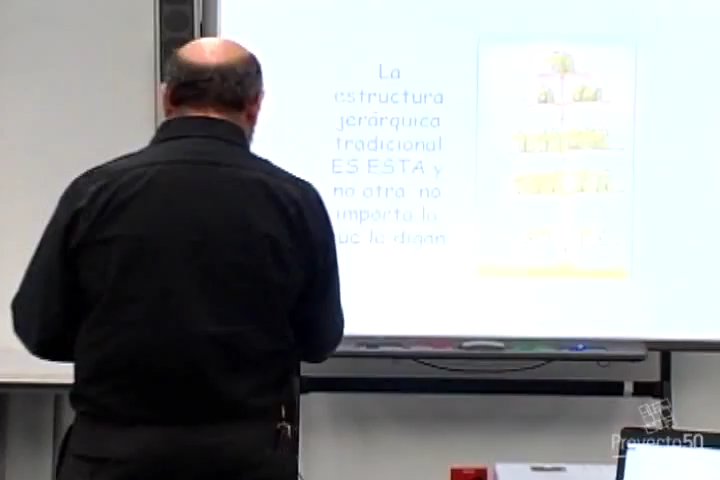 La
estructura
jerárquica
tradicional
ES ESTA y
no otra no
importa lo
que le digan
Proyecto50